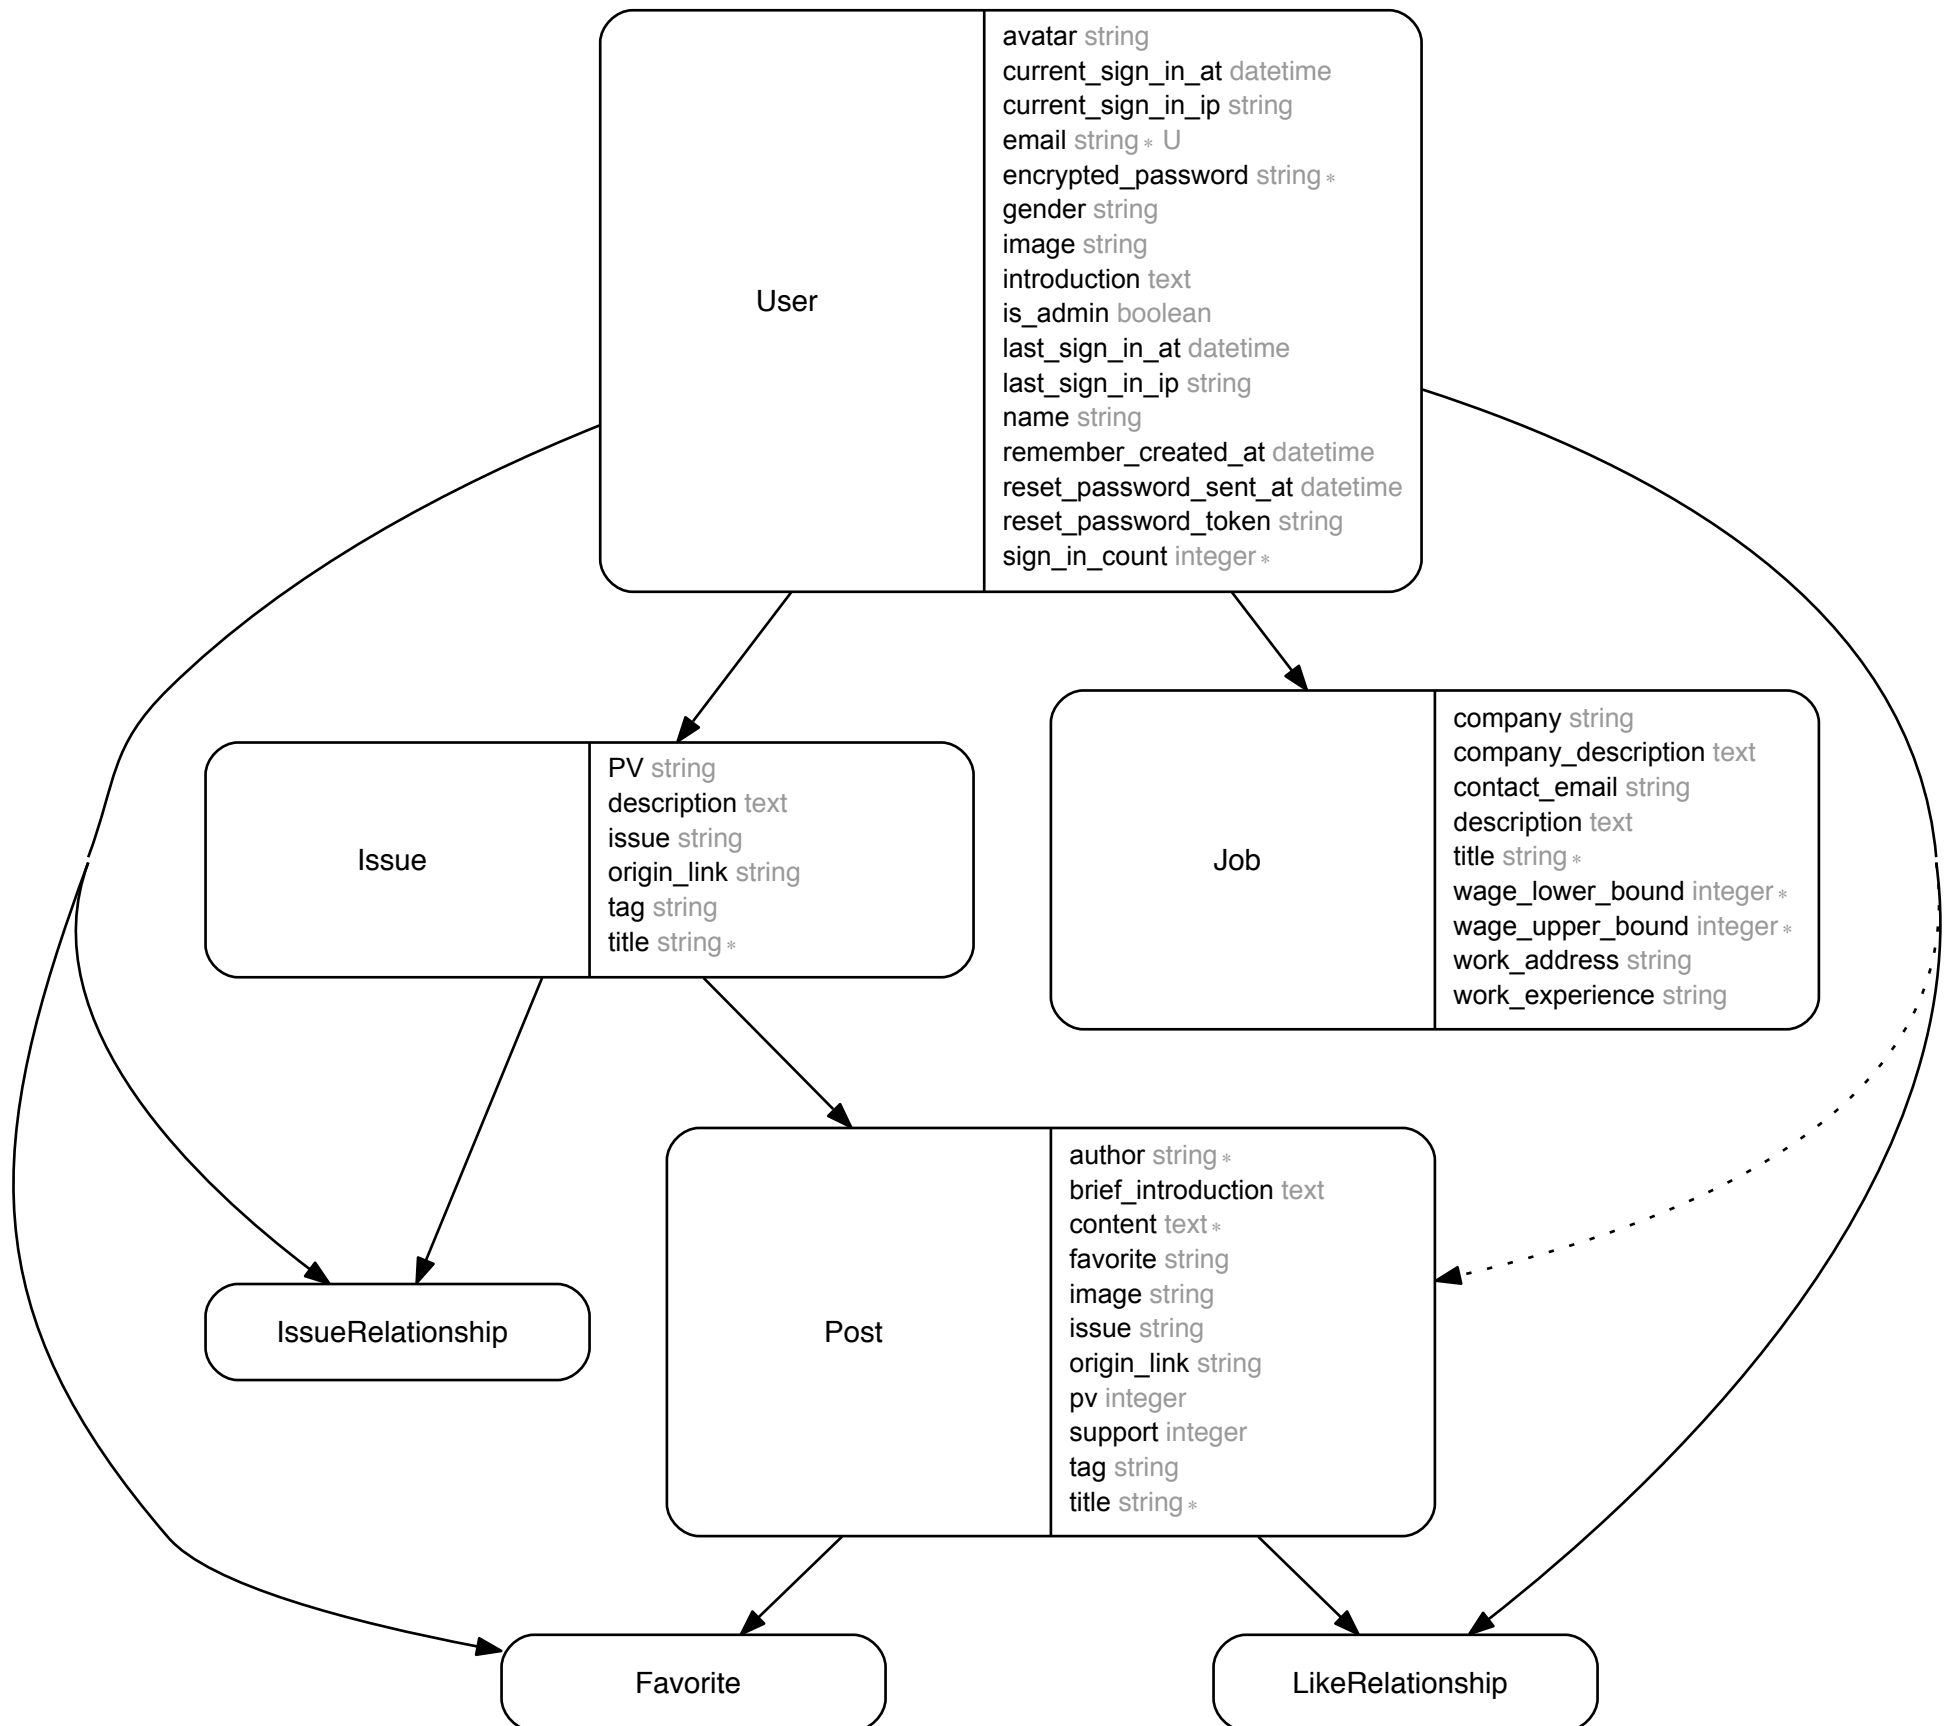 User
avatar string
current_sign_in_at datetime
current_sign_in_ip string
email string * U
encrypted_password string *
gender string
image string
introduction text
is_admin boolean
last_sign_in_at datetime
last_sign_in_ip string
name string
remember_created_at datetime
reset_password_sent_at datetime
reset_password_token string
sign_in_count integer *
Issue
PV string
description text
issue string
origin_link string
tag string
title string *
Job
company string
company_description text
contact_email string
description text
title string *
wage_lower_bound integer *
wage_upper_bound integer *
work_address string
work_experience string
IssueRelationship
Post
author string *
brief_introduction text
content text *
favorite string
image string
issue string
origin_link string
pv integer
support integer
tag string
title string *
Favorite
LikeRelationship